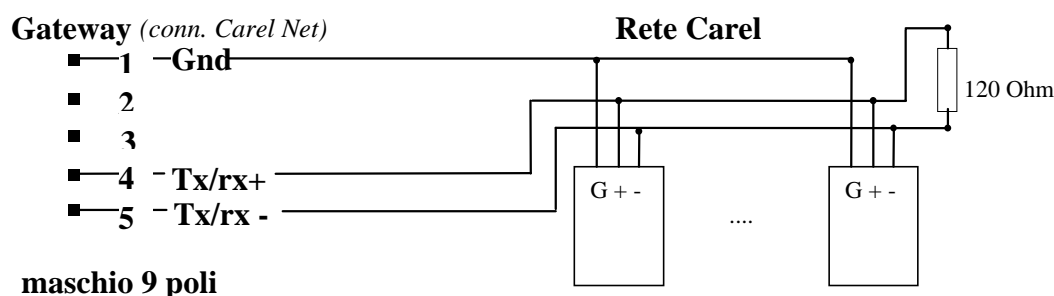 Gateway (conn. Carel Net)
Rete Carel
1 Gnd
2
3
4 Tx/rx+
5 Tx/rx -
120 Ohm
G + -
....
G + -
maschio 9 poli